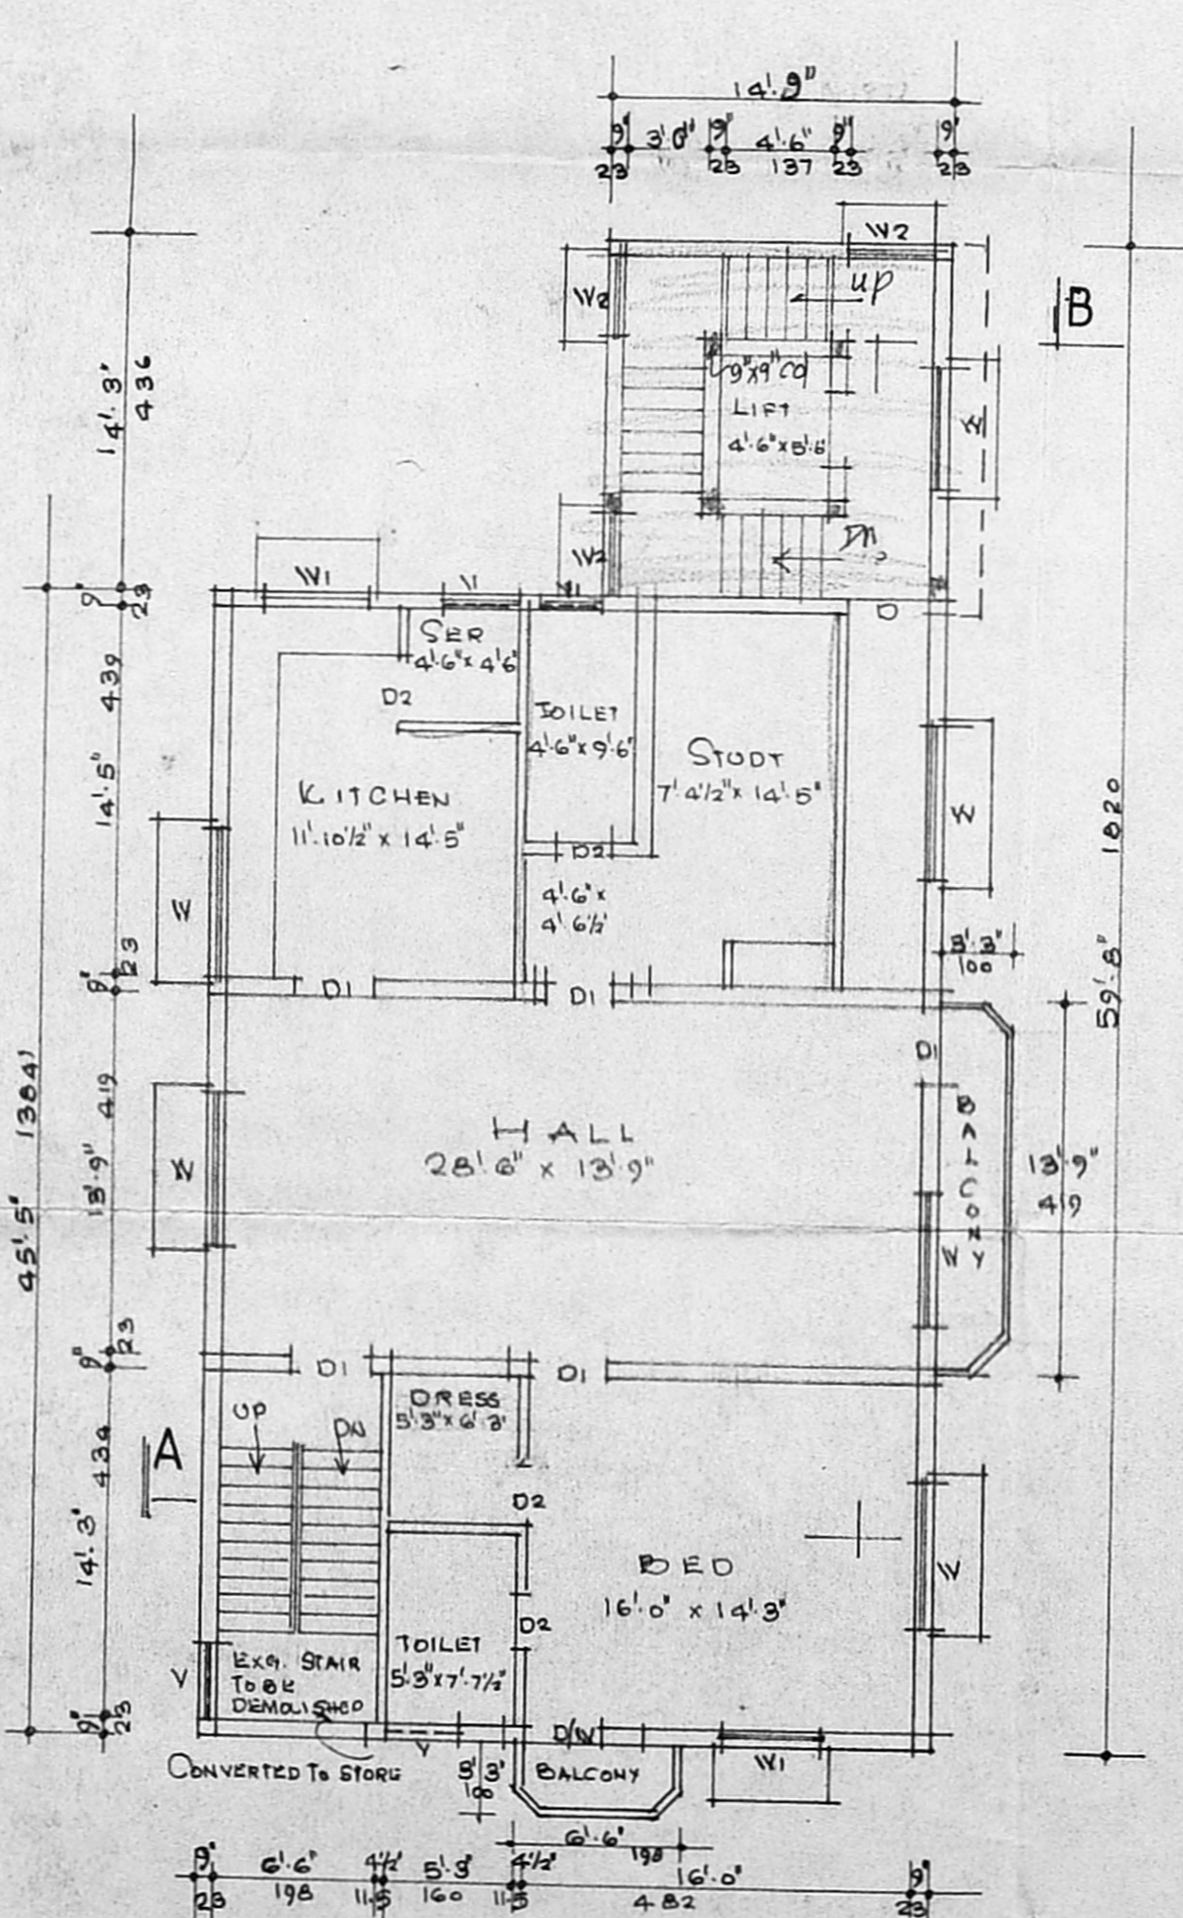 14'.9"
9" 3'.0" 9" 4'.6" 9" 9"
23 23 137 23 23
W2
W2
UP
B
9"x9" col
LIFT
4'.6" x 5'.6
W
14'.3"
436
W2
DN
W1
V
V1
D
9"
23
SER
4'.6" x 4'.6"
D2
TOILET
4'.6" x 9'.6"
STUDY
7'.4½" x 14'.5"
KITCHEN
11'.10½" x 14'.5"
439
14'.5"
W
W
D2
4'.6" x
4'6½
1820
59'.8"
3'.3"
100
9"
23
D1
D1
D1
BALCONY
HALL
28'.6" x 13'.9"
W
W
13'.9"
419
419
13'.9"
1384
45'.5"
9"
23
D1
D1
DRESS
5'.3" x 6'.3"
UP
DN
A
434
14'.3"
D2
BED
16'.0" x 14'.3"
W
D2
TOILET
5'.3" x 7'.7½"
V
EXG. STAIR
TO BE
DEMOLISHED
9"
23
V
D/W
W1
CONVERTED TO STORE
3'.3"
100
BALCONY
6'.6"
198
9" 6'.6" 4½" 5'.3" 4½" 16'.0" 9"
23 198 11.5 160 11.5 482 23